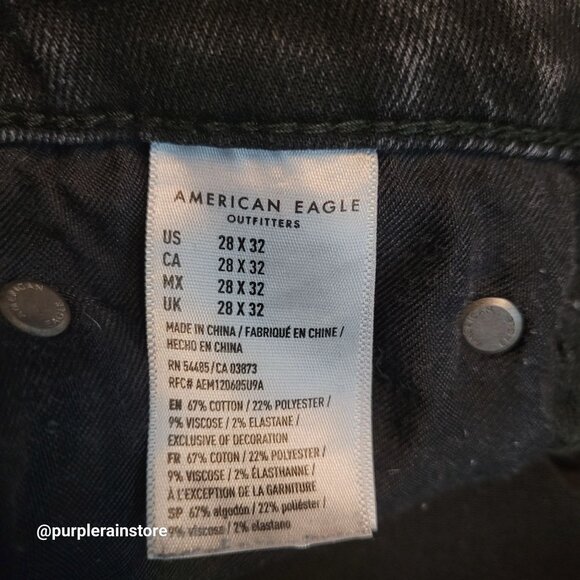 AMERICAN EAGLE
OUTFITTERS
US 28 X 32
CA 28 X 32
MX 28 X 32
UK 28 X 32
MADE IN CHINA / FABRIQUÉ EN CHINE /
HECHO EN CHINA
RN 54485/CA 03873
RFC# AEM120605U9A
EN 67% COTTON / 22% POLYESTER /
9% VISCOSE / 2% ELASTANE /
EXCLUSIVE OF DECORATION
FR 67% COTON / 22% POLYESTER /
9% VISCOSE / 2% ÉLASTHANNE /
À L'EXCEPTION DE LA GARNITURE
SP 67% algodón / 22% poliéster /
9% viscosa / 2% elastano
@purplerainstore
AMERICAN